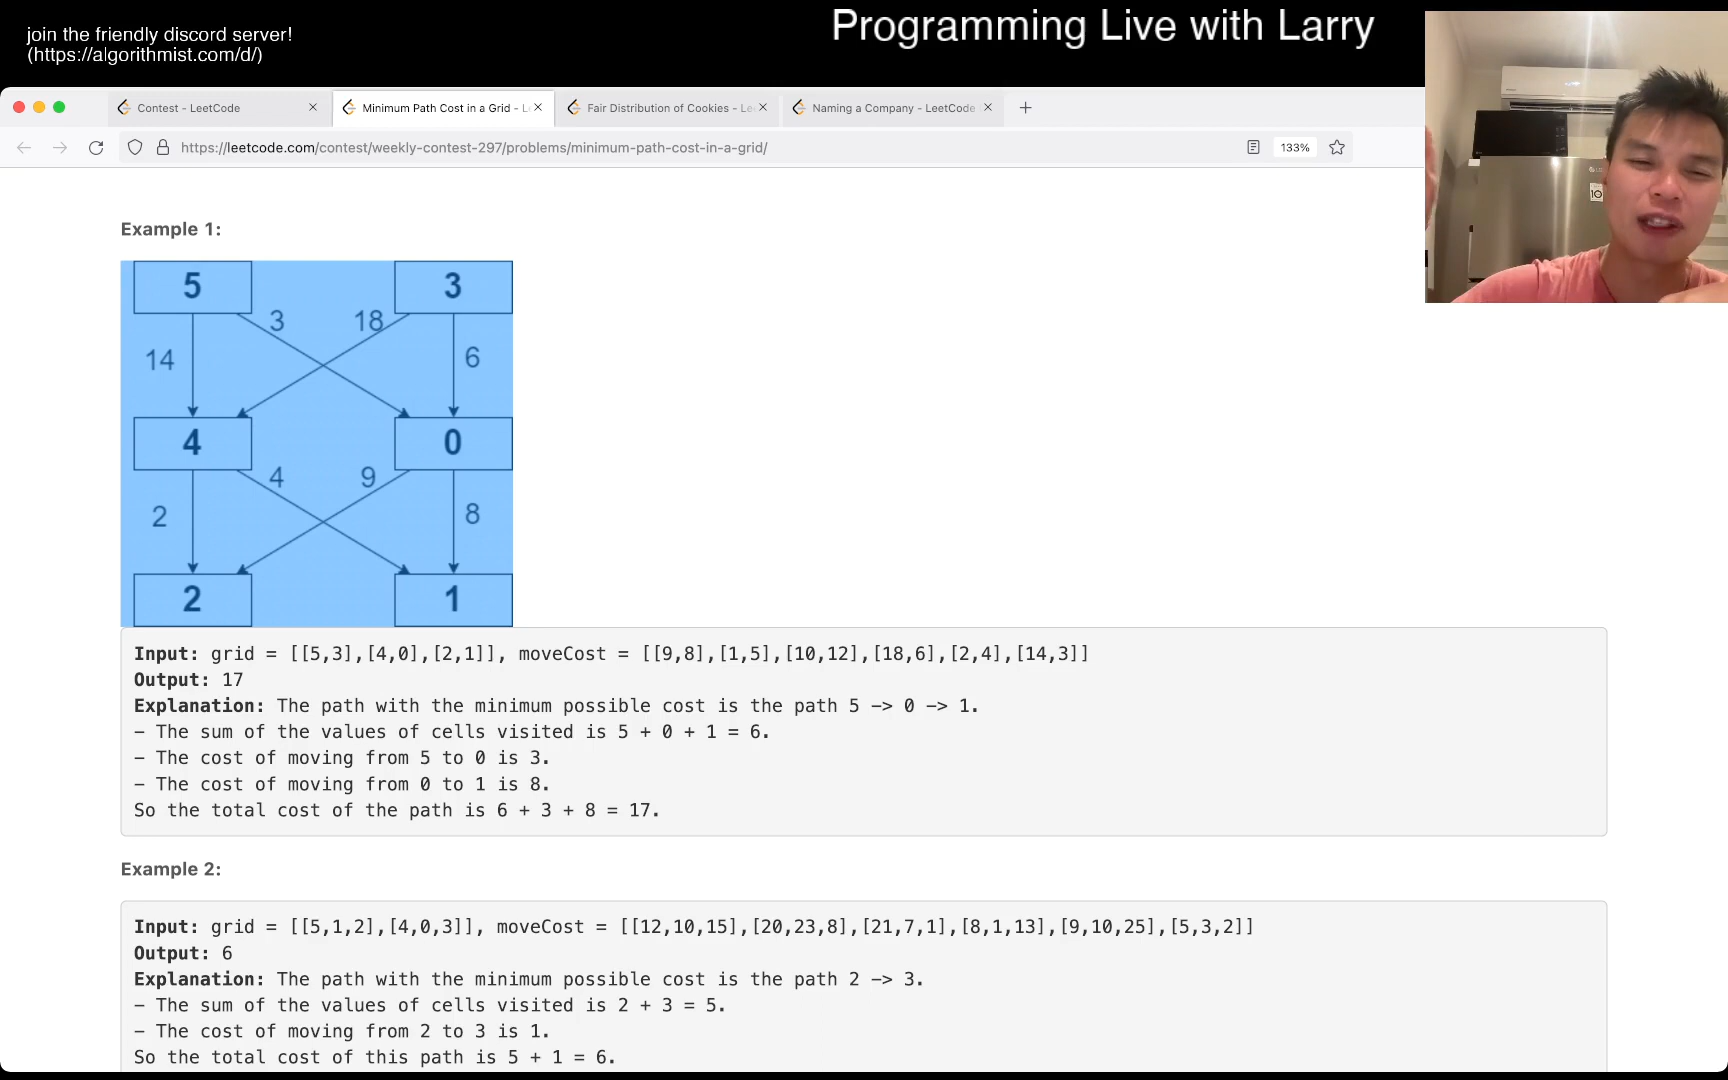 join the friendly discord server!
(https://algorithmist.com/d/)
Programming Live with Larry
Contest - LeetCode
Minimum Path Cost in a Grid - L
Fair Distribution of Cookies - Le
Naming a Company - LeetCode
https://leetcode.com/contest/weekly-contest-297/problems/minimum-path-cost-in-a-grid/
133%
Example 1:
5 3
3 18
14 6
4 0
4 9
2 8
2 1
Input: grid = [[5,3],[4,0],[2,1]], moveCost = [[9,8],[1,5],[10,12],[18,6],[2,4],[14,3]]
Output: 17
Explanation: The path with the minimum possible cost is the path 5 -> 0 -> 1.
- The sum of the values of cells visited is 5 + 0 + 1 = 6.
- The cost of moving from 5 to 0 is 3.
- The cost of moving from 0 to 1 is 8.
So the total cost of the path is 6 + 3 + 8 = 17.
Example 2:
Input: grid = [[5,1,2],[4,0,3]], moveCost = [[12,10,15],[20,23,8],[21,7,1],[8,1,13],[9,10,25],[5,3,2]]
Output: 6
Explanation: The path with the minimum possible cost is the path 2 -> 3.
- The sum of the values of cells visited is 2 + 3 = 5.
- The cost of moving from 2 to 3 is 1.
So the total cost of this path is 5 + 1 = 6.